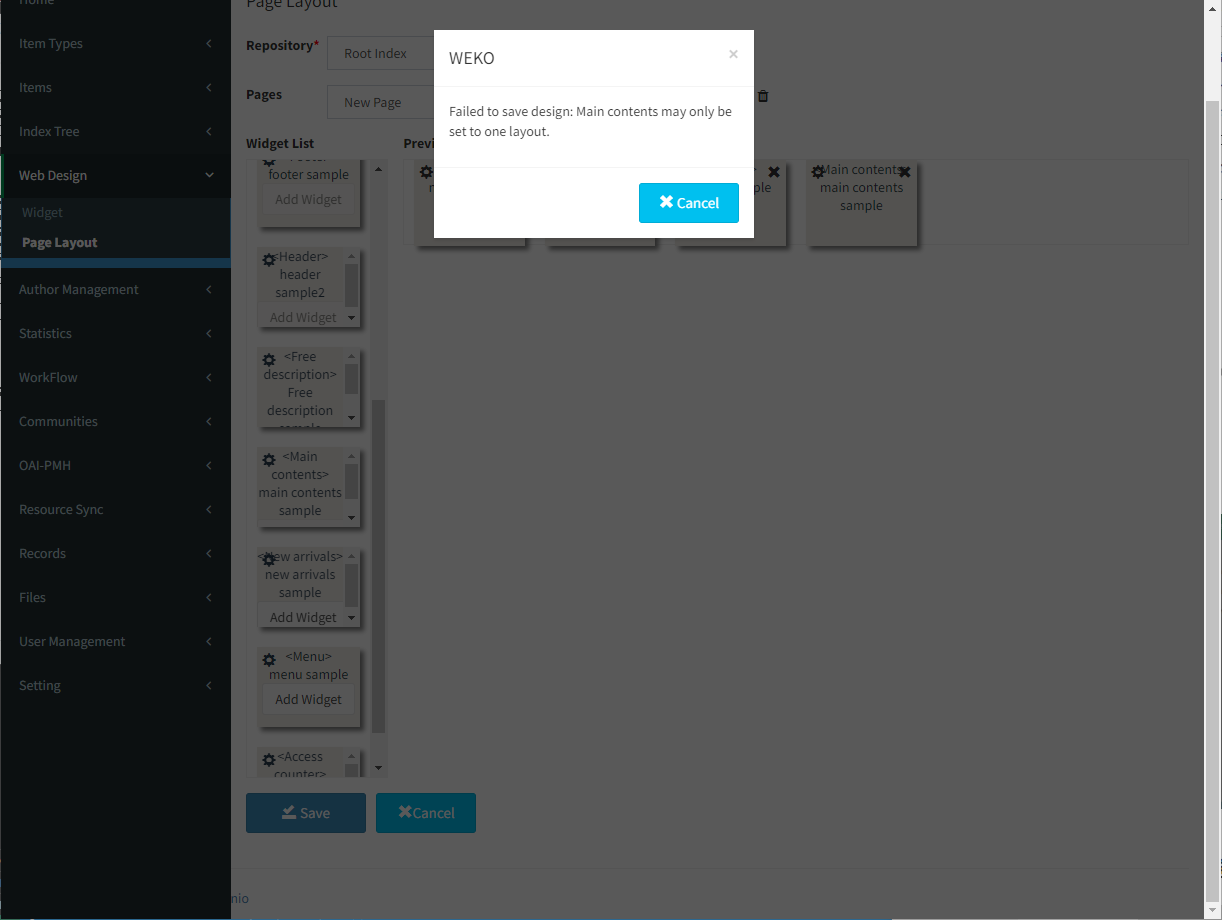 Home
Page Layout
Item Types
Repository*
Root Index
WEKO
×
Items
Pages
New Page
Failed to save design: Main contents may only be
set to one layout.
Index Tree
Widget List
Web Design
footer sample
Add Widget
<Main contents
main contents
sample
Cancel
Widget
Page Layout
<Header>
header
sample2
Add Widget
Author Management
Statistics
<Free
description>
Free
description
sample
WorkFlow
Communities
<Main
contents>
main contents
sample
OAI-PMH
Resource Sync
Records
<New arrivals>
new arrivals
sample
Add Widget
Files
User Management
<Menu>
menu sample
Add Widget
Setting
<Access
counter>
Save
Cancel
nio